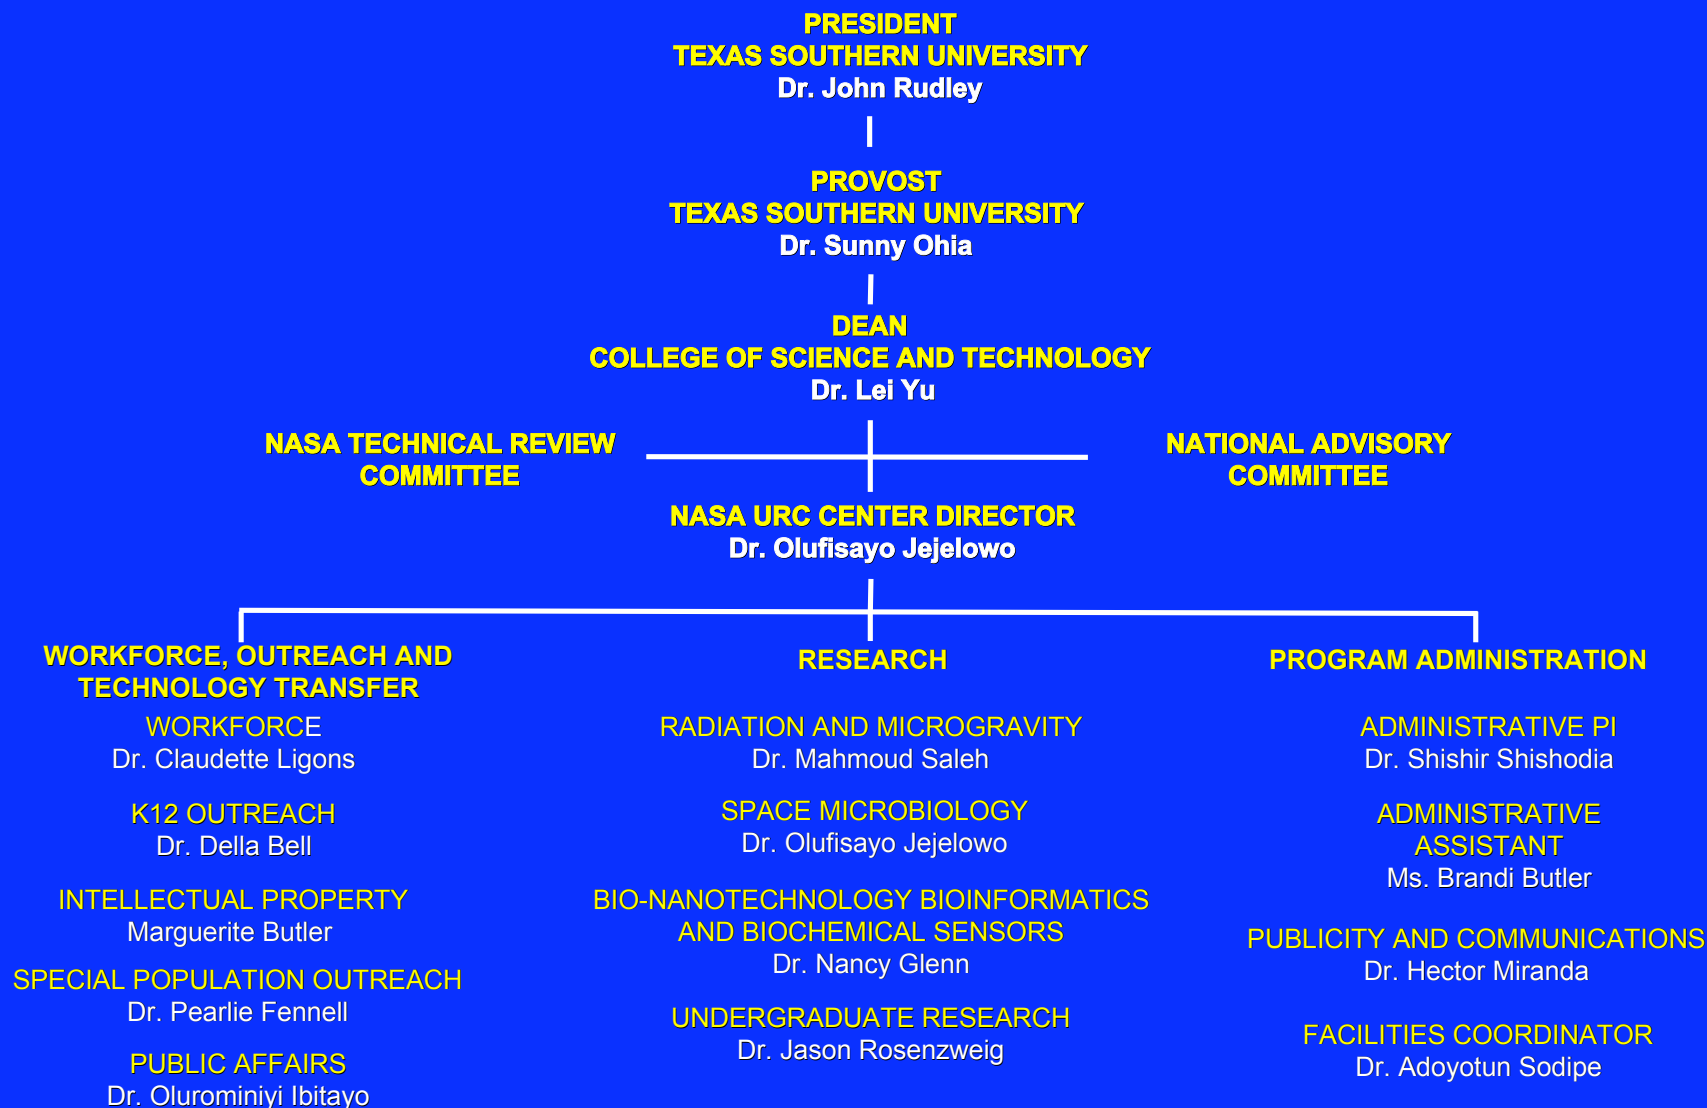 PRESIDENT
TEXAS SOUTHERN UNIVERSITY
Dr. John Rudley
PROVOST
TEXAS SOUTHERN UNIVERSITY
Dr. Sunny Ohia
DEAN
COLLEGE OF SCIENCE AND TECHNOLOGY
Dr. Lei Yu
NASA TECHNICAL REVIEW
COMMITTEE
NATIONAL ADVISORY
COMMITTEE
NASA URC CENTER DIRECTOR
Dr. Olufisayo Jejelowo
WORKFORCE, OUTREACH AND
TECHNOLOGY TRANSFER
WORKFORCE
Dr. Claudette Ligons
K12 OUTREACH
Dr. Della Bell
INTELLECTUAL PROPERTY
Marguerite Butler
SPECIAL POPULATION OUTREACH
Dr. Pearlie Fennell
PUBLIC AFFAIRS
Dr. Olurominiyi Ibitayo
RESEARCH
RADIATION AND MICROGRAVITY
Dr. Mahmoud Saleh
SPACE MICROBIOLOGY
Dr. Olufisayo Jejelowo
BIO-NANOTECHNOLOGY BIOINFORMATICS
AND BIOCHEMICAL SENSORS
Dr. Nancy Glenn
UNDERGRADUATE RESEARCH
Dr. Jason Rosenzweig
PROGRAM ADMINISTRATION
ADMINISTRATIVE PI
Dr. Shishir Shishodia
ADMINISTRATIVE
ASSISTANT
Ms. Brandi Butler
PUBLICITY AND COMMUNICATIONS
Dr. Hector Miranda
FACILITIES COORDINATOR
Dr. Adoyotun Sodipe